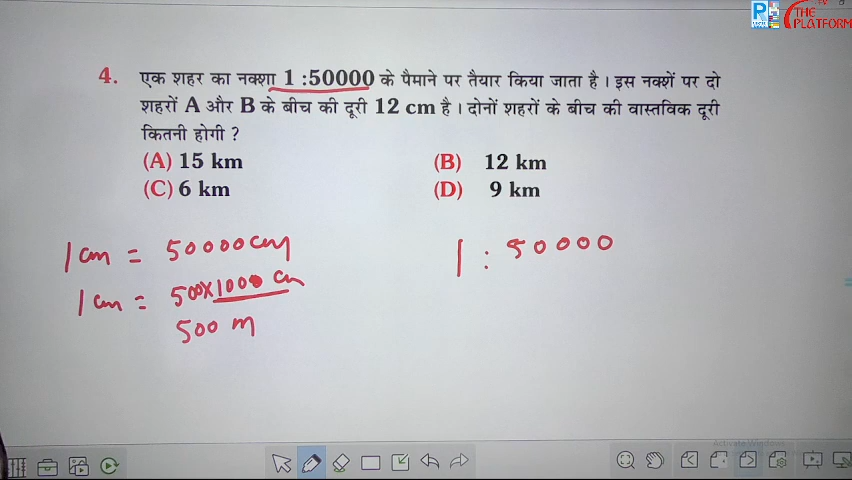 THE
PLATFORM
4. एक शहर का नक्शा 1 :50000 के पैमाने पर तैयार किया जाता है । इस नक्शें पर दो
शहरों A और B के बीच की दूरी 12 cm है । दोनों शहरों के बीच की वास्तविक दूरी
कितनी होगी ?
(A) 15 km (B) 12 km
(C) 6 km (D) 9 km
1 cm = 50000 cm 1 : 50000
1 cm = 500×1000 cm
500 m
Activate Windows